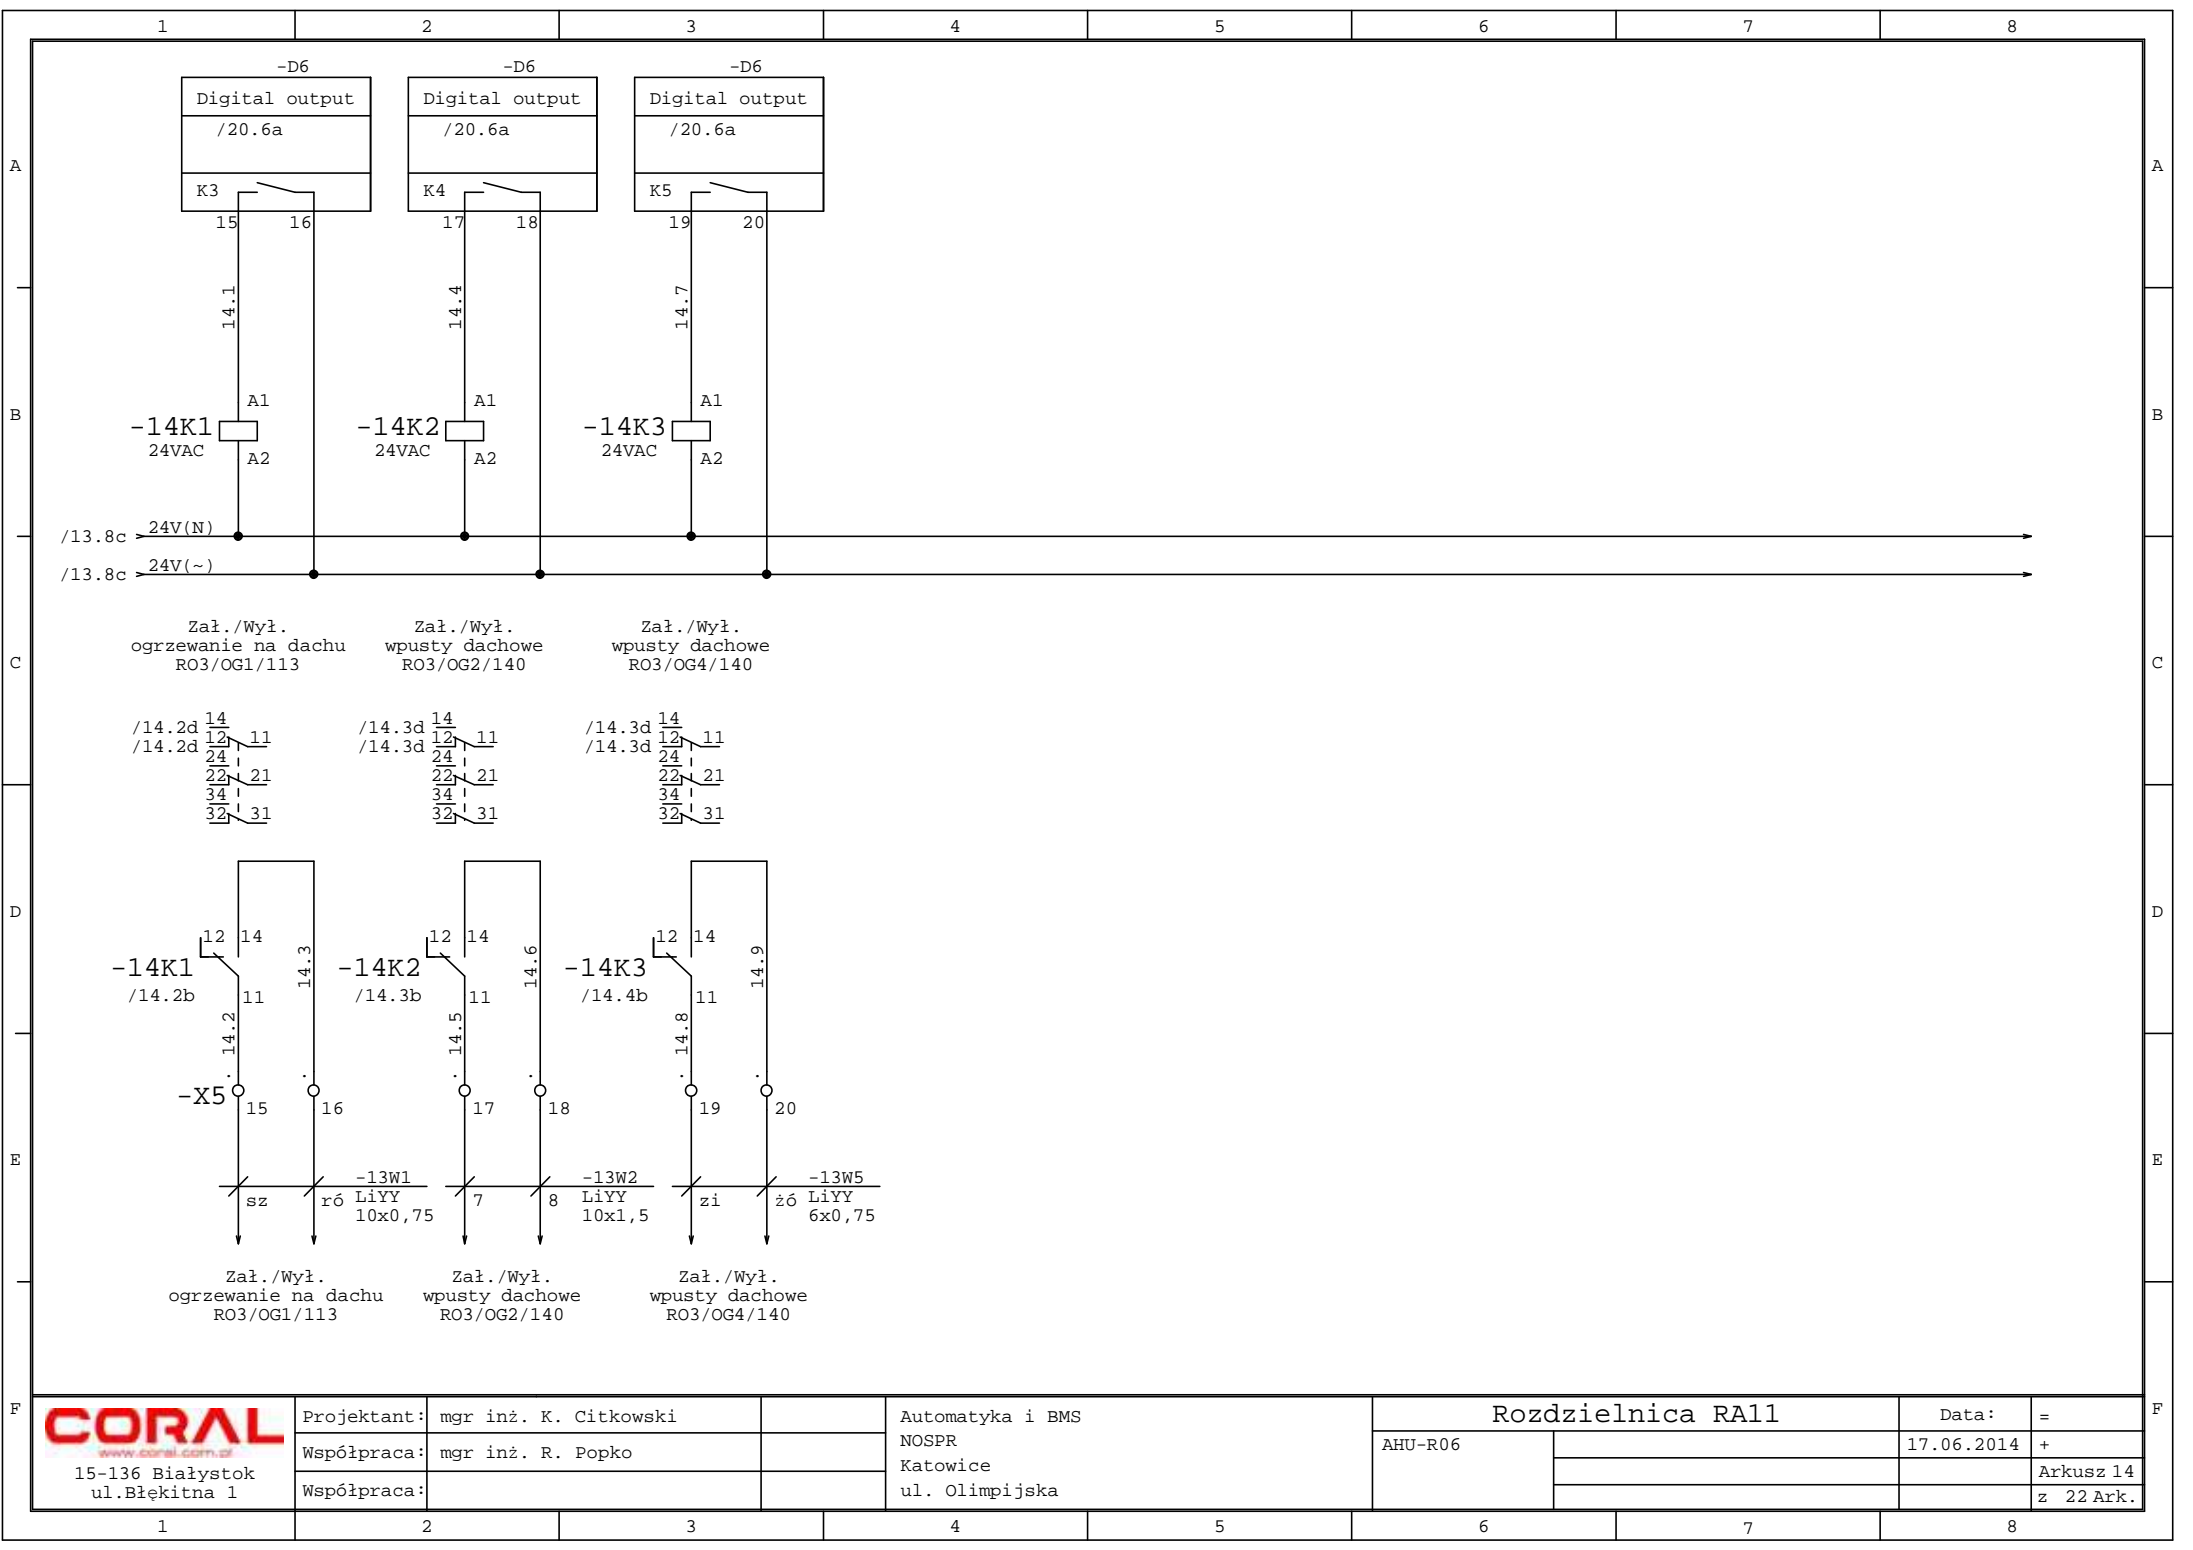 1 2 3 4 5 6 7 8
-D6 -D6 -D6
Digital output Digital output Digital output
/20.6a /20.6a /20.6a
A A
K3 K4 K5
15 16 17 18 19 20
14.1 14.4 14.7
A1 A1 A1
B B
-14K1 -14K2 -14K3
24VAC 24VAC 24VAC
A2 A2 A2
/13.8c 24V(N)
/13.8c 24V(~)
Zał./Wył. Zał./Wył. Zał./Wył.
ogrzewanie na dachu wpusty dachowe wpusty dachowe
RO3/OG1/113 RO3/OG2/140 RO3/OG4/140
C C
/14.2d 14 /14.3d 14 /14.3d 14
/14.2d 12 11 /14.3d 12 11 /14.3d 12 11
24 24 24
22 21 22 21 22 21
34 34 34
32 31 32 31 32 31
D D
12 14 12 14 12 14
14.3 14.6 14.9
-14K1 -14K2 -14K3
/14.2b 11 /14.3b 11 /14.4b 11
14.2 14.5 14.8
-X5 15 16 17 18 19 20
E E
-13W1 -13W2 -13W5
sz ró LiYY 7 8 LiYY zi żó LiYY
10x0,75 10x1,5 6x0,75
Zał./Wył. Zał./Wył. Zał./Wył.
ogrzewanie na dachu wpusty dachowe wpusty dachowe
RO3/OG1/113 RO3/OG2/140 RO3/OG4/140
F F
CORAL
www.coral.com.pl
15-136 Białystok
ul.Błękitna 1
Projektant: mgr inż. K. Citkowski
Współpraca: mgr inż. R. Popko
Współpraca:
Automatyka i BMS
NOSPR
Katowice
ul. Olimpijska
Rozdzielnica RA11
AHU-R06
Data: =
17.06.2014 +
Arkusz 14
z 22 Ark.
1 2 3 4 5 6 7 8